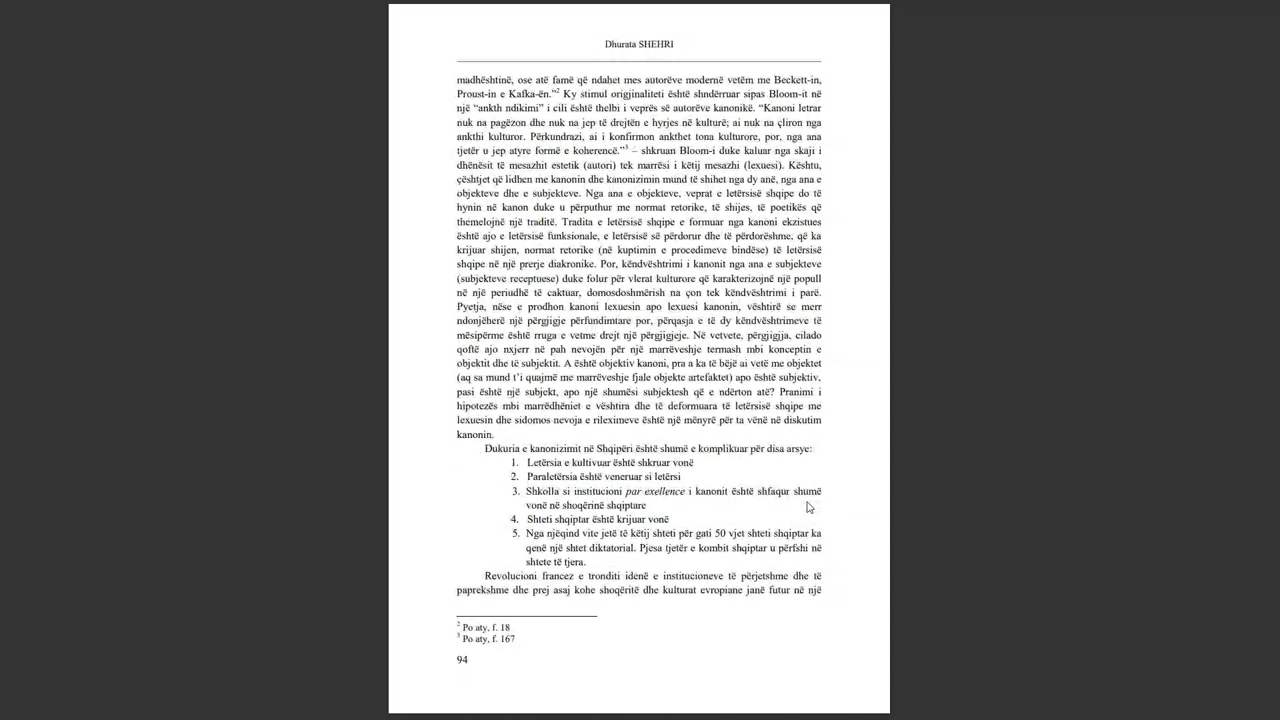 Dhurata SHEHRI
madhështinë, ose atë famë që ndahet mes autorëve modernë vetëm me Beckett-in,
Proust-in e Kafka-ën.”2 Ky stimul origjinaliteti është shndërruar sipas Bloom-it në
një “ankth ndikimi” i cili është thelbi i veprës së autorëve kanonikë. “Kanoni letrar
nuk na pagëzon dhe nuk na jep të drejtën e hyrjes në kulturë; ai nuk na çliron nga
ankthi kulturor. Përkundrazi, ai i konfirmon ankthet tona kulturore, por, nga ana
tjetër u jep atyre formë e koherencë.”3 – shkruan Bloom-i duke kaluar nga skaji i
dhënësit të mesazhit estetik (autori) tek marrësi i këtij mesazhi (lexuesi). Kështu,
çështjet që lidhen me kanonin dhe kanonizimin mund të shihet nga dy anë, nga ana e
objekteve dhe e subjekteve. Nga ana e objekteve, veprat e letërsisë shqipe do të
hynin në kanon duke u përputhur me normat retorike, të shijes, të poetikës që
themelojnë një traditë. Tradita e letërsisë shqipe e formuar nga kanoni ekzistues
është ajo e letërsisë funksionale, e letërsisë së përdorur dhe të përdorëshme, që ka
krijuar shijen, normat retorike (në kuptimin e procedimeve bindëse) të letërsisë
shqipe në një prerje diakronike. Por, këndvështrimi i kanonit nga ana e subjekteve
(subjekteve receptuese) duke folur për vlerat kulturore që karakterizojnë një popull
në një periudhë të caktuar, domosdoshmërish na çon tek këndvështrimi i parë.
Pyetja, nëse e prodhon kanoni lexuesin apo lexuesi kanonin, vështirë se merr
ndonjëherë një përgjigje përfundimtare por, përqasja e të dy këndvështrimeve të
mësipërme është rruga e vetme drejt një përgjigjeje. Në vetvete, përgjigjja, cilado
qoftë ajo nxjerr në pah nevojën për një marrëveshje termash mbi konceptin e
objektit dhe të subjektit. A është objektiv kanoni, pra a ka të bëjë ai vetë me objektet
(aq sa mund t’i quajmë me marrëveshje fjale objekte artefaktet) apo është subjektiv,
pasi është një subjekt, apo një shumësi subjektesh që e ndërton atë? Pranimi i
hipotezës mbi marrëdhëniet e vështira dhe të deformuara të letërsisë shqipe me
lexuesin dhe sidomos nevoja e rileximeve është një mënyrë për ta vënë në diskutim
kanonin.
Dukuria e kanonizimit në Shqipëri është shumë e komplikuar për disa arsye:
1. Letërsia e kultivuar është shkruar vonë
2. Paraletërsia është veneruar si letërsi
3. Shkolla si institucioni par exellence i kanonit është shfaqur shumë
vonë në shoqërinë shqiptare
4. Shteti shqiptar është krijuar vonë
5. Nga njëqind vite jetë të këtij shteti për gati 50 vjet shteti shqiptar ka
qenë një shtet diktatorial. Pjesa tjetër e kombit shqiptar u përfshi në
shtete të tjera.
Revolucioni francez e tronditi idenë e institucioneve të përjetshme dhe të
paprekshme dhe prej asaj kohe shoqëritë dhe kulturat evropiane janë futur në një
2 Po aty, f. 18
3 Po aty, f. 167
94